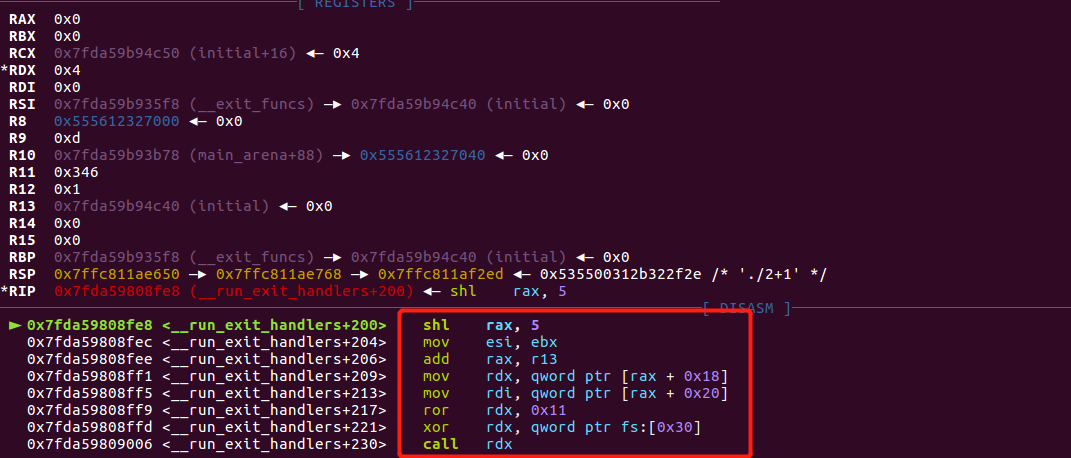 [ REGISTERS ]
RAX  0x0
RBX  0x0
RCX  0x7fda59b94c50 (initial+16) ◂— 0x4
*RDX  0x4
RDI  0x0
RSI  0x7fda59b935f8 (__exit_funcs) —▸ 0x7fda59b94c40 (initial) ◂— 0x0
R8   0x555612327000 ◂— 0x0
R9   0xd
R10  0x7fda59b93b78 (main_arena+88) —▸ 0x555612327040 ◂— 0x0
R11  0x346
R12  0x1
R13  0x7fda59b94c40 (initial) ◂— 0x0
R14  0x0
R15  0x0
RBP  0x7fda59b935f8 (__exit_funcs) —▸ 0x7fda59b94c40 (initial) ◂— 0x0
RSP  0x7ffc811ae650 —▸ 0x7ffc811ae768 —▸ 0x7ffc811af2ed ◂— 0x535500312b322f2e /* './2+1' */
*RIP  0x7fda59808fe8 (__run_exit_handlers+200) ◂— shl    rax, 5
[ DISASM ]
► 0x7fda59808fe8 <__run_exit_handlers+200>    shl    rax, 5
0x7fda59808fec <__run_exit_handlers+204>    mov    esi, ebx
0x7fda59808fee <__run_exit_handlers+206>    add    rax, r13
0x7fda59808ff1 <__run_exit_handlers+209>    mov    rdx, qword ptr [rax + 0x18]
0x7fda59808ff5 <__run_exit_handlers+213>    mov    rdi, qword ptr [rax + 0x20]
0x7fda59808ff9 <__run_exit_handlers+217>    ror    rdx, 0x11
0x7fda59808ffd <__run_exit_handlers+221>    xor    rdx, qword ptr fs:[0x30]
0x7fda59809006 <__run_exit_handlers+230>    call   rdx